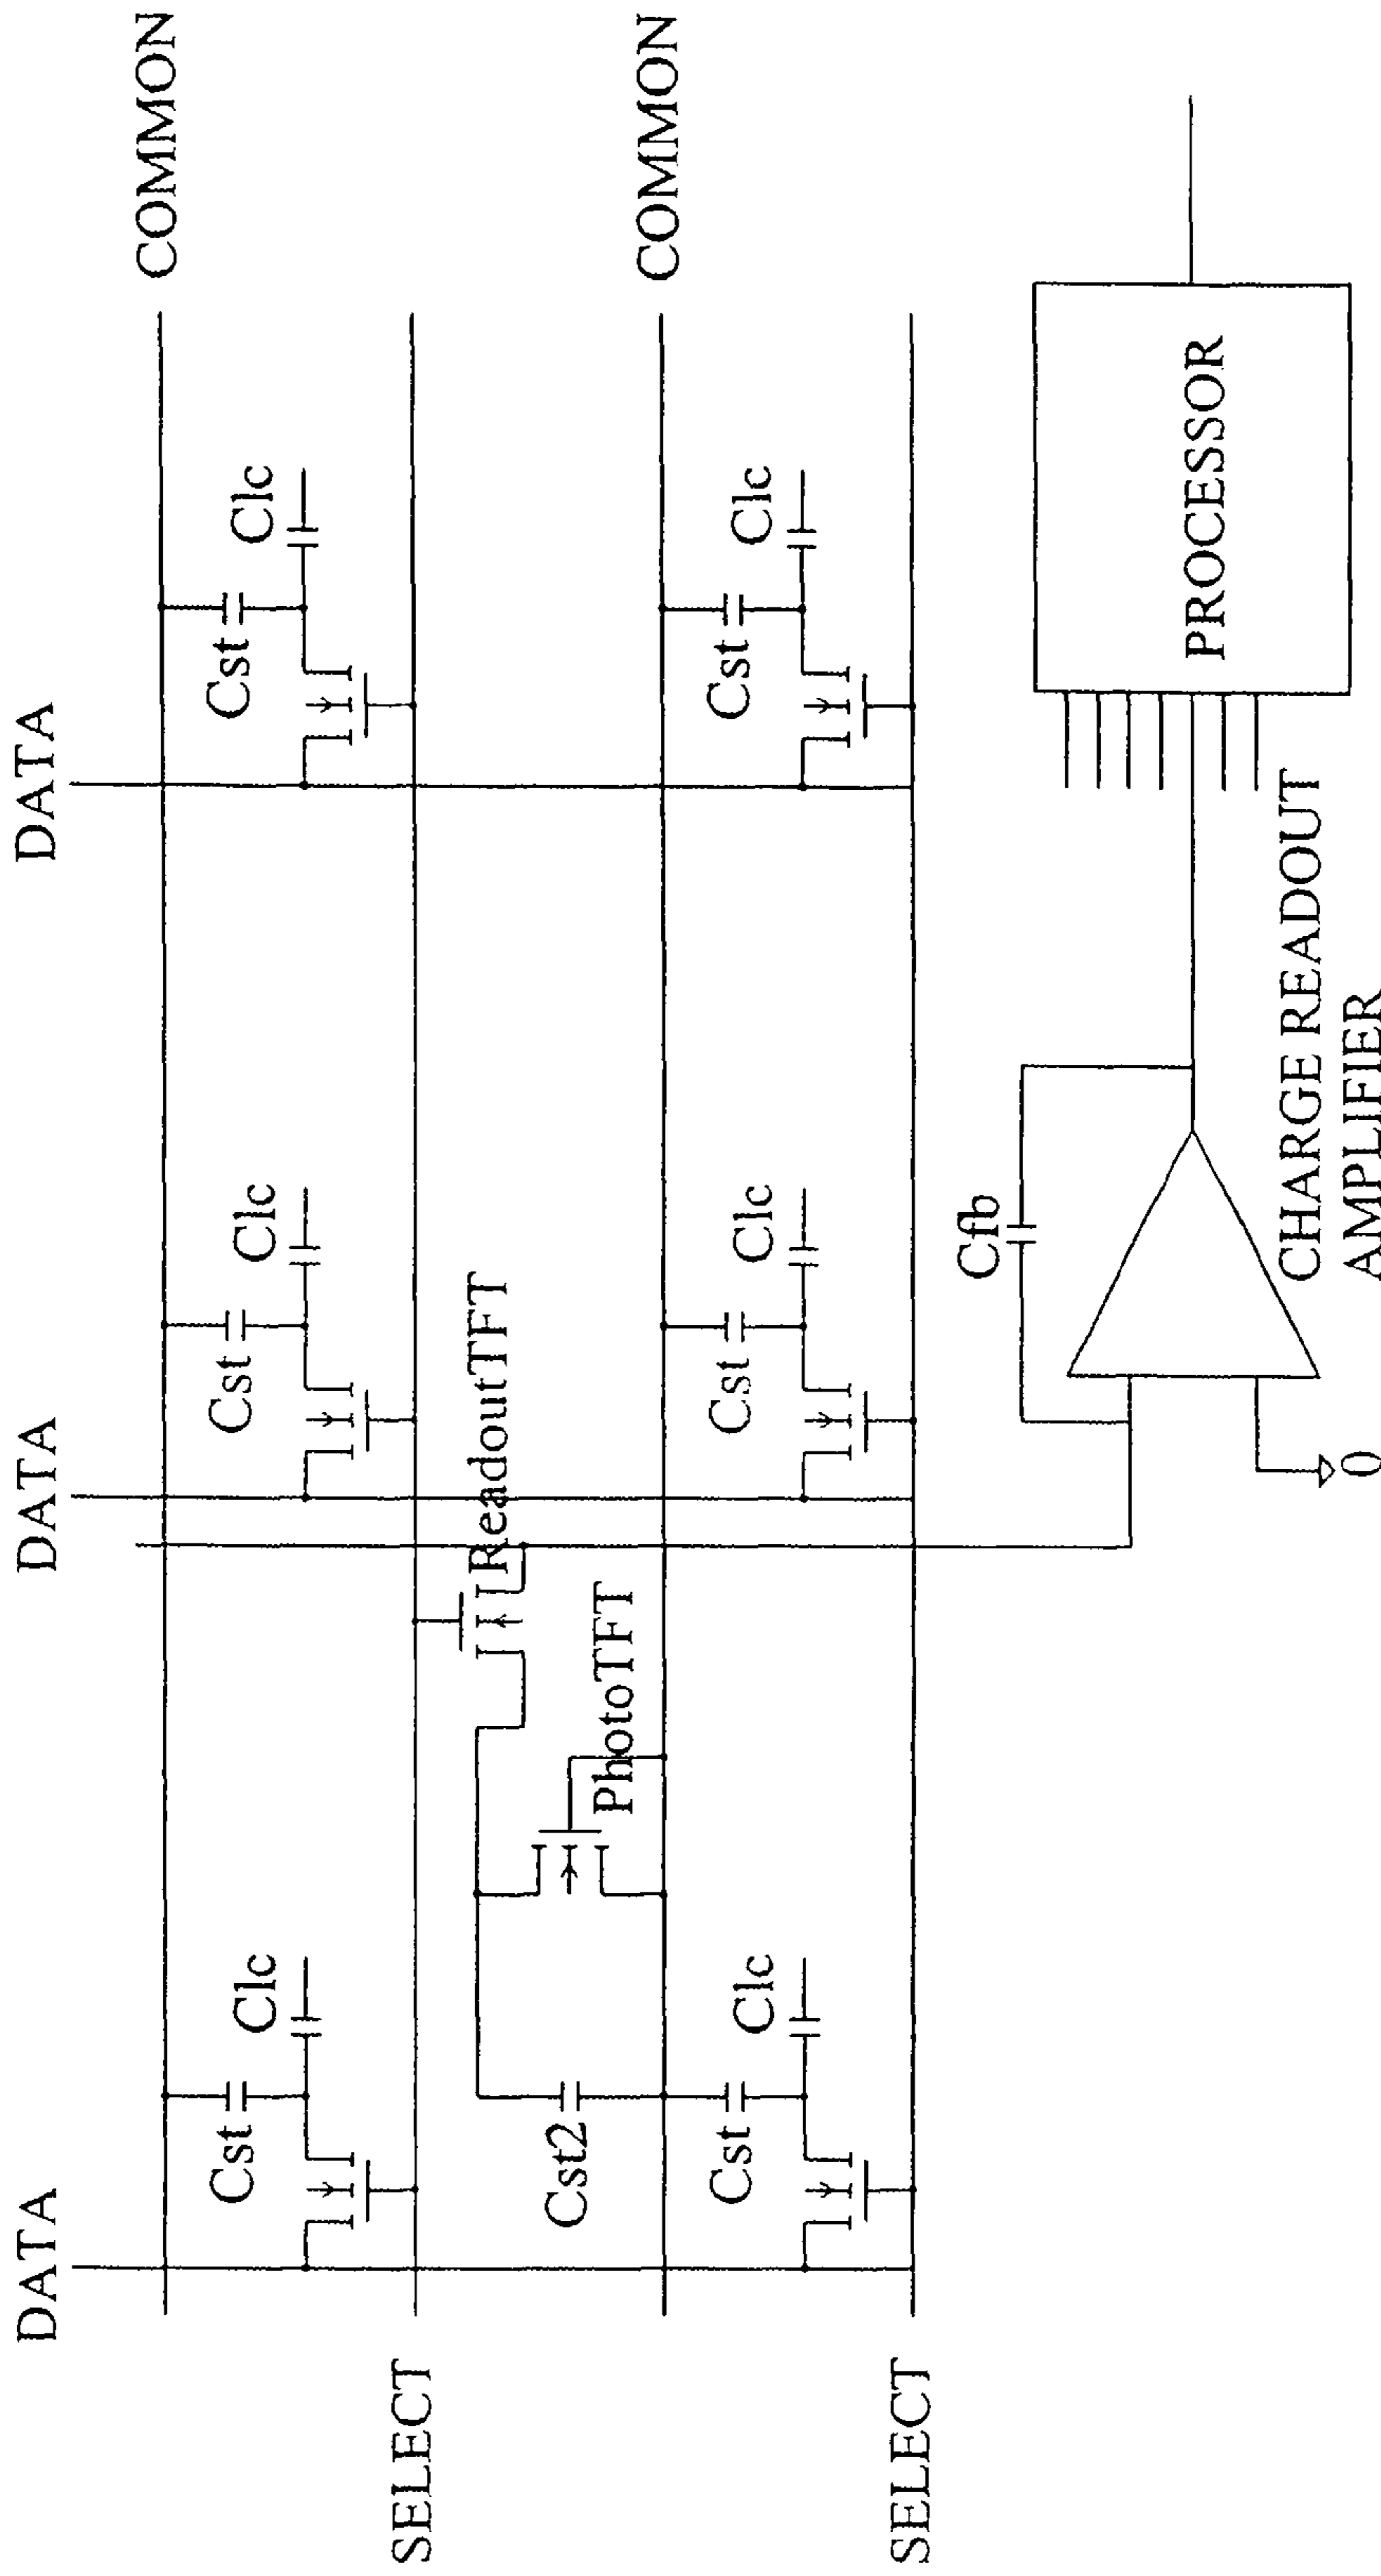 DATA
DATA
DATA
COMMON
Cst
Clc
Cst
Clc
Cst
Clc
SELECT
ReadoutTFT
Cst2
PhotoTFT
COMMON
Cst
Clc
Cst
Clc
Cst
Clc
SELECT
Cfb
PROCESSOR
CHARGE READOUT
AMPLIFIER
0